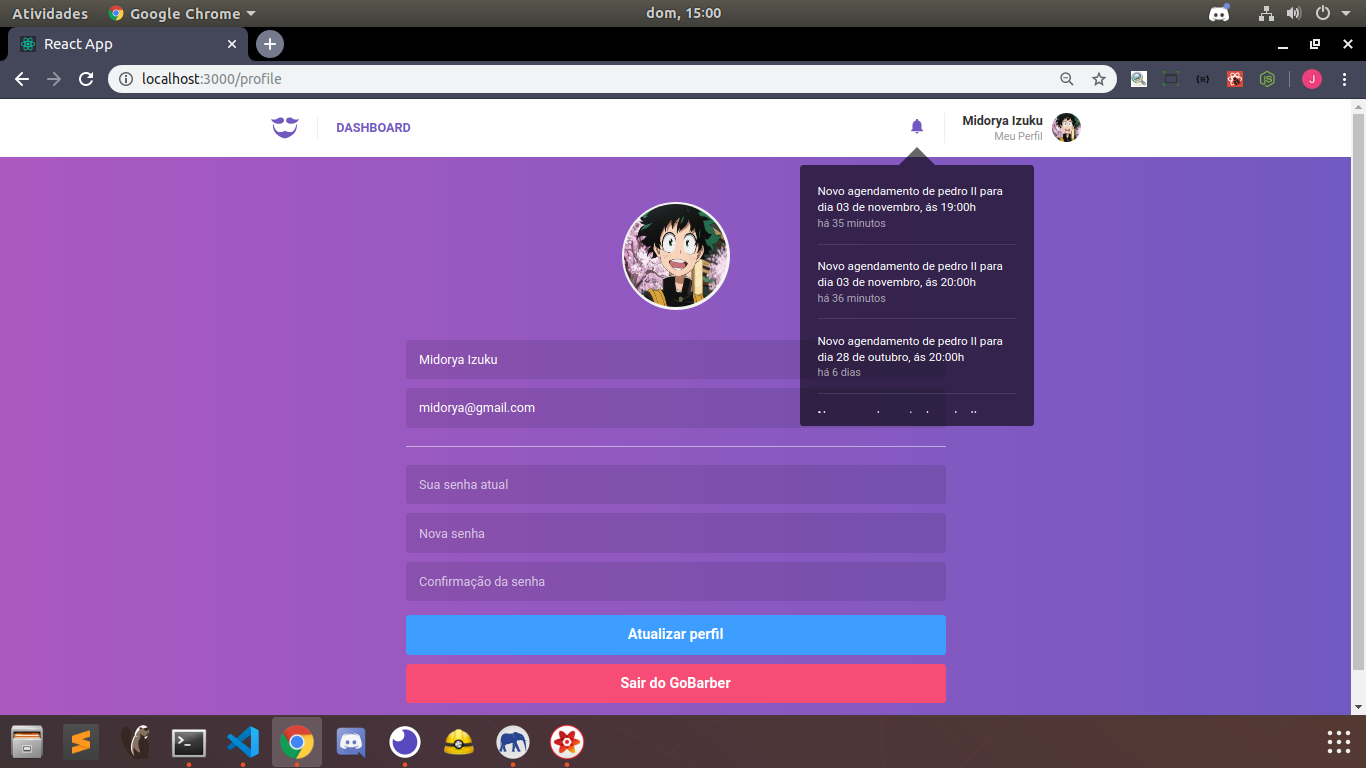 Atividades
Google Chrome
dom, 15:00
React App
localhost:3000/profile
J
DASHBOARD
Midorya Izuku
Meu Perfil
Novo agendamento de pedro II para
dia 03 de novembro, ás 19:00h
há 35 minutos
Novo agendamento de pedro II para
dia 03 de novembro, ás 20:00h
há 36 minutos
Novo agendamento de pedro II para
dia 28 de outubro, ás 20:00h
há 6 dias
Midorya Izuku
midorya@gmail.com
Sua senha atual
Nova senha
Confirmação da senha
Atualizar perfil
Sair do GoBarber